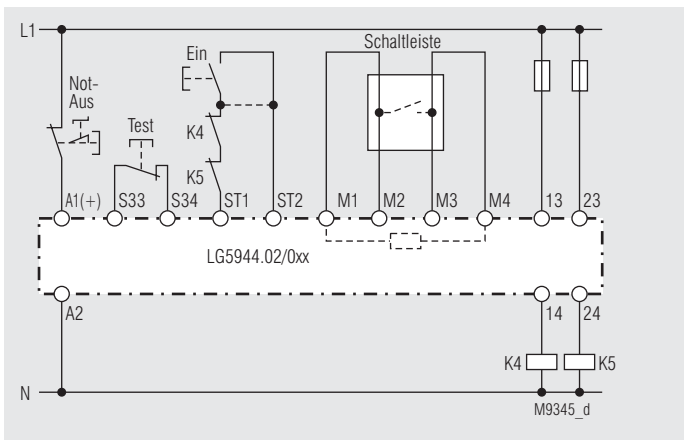 L1
Schaltleiste
Ein
Not-
Aus
Test
K4
K5
A1(+) S33 S34 ST1 ST2 M1 M2 M3 M4 13 23
LG5944.02/0xx
A2 14 24
K4 K5
N
M9345_d